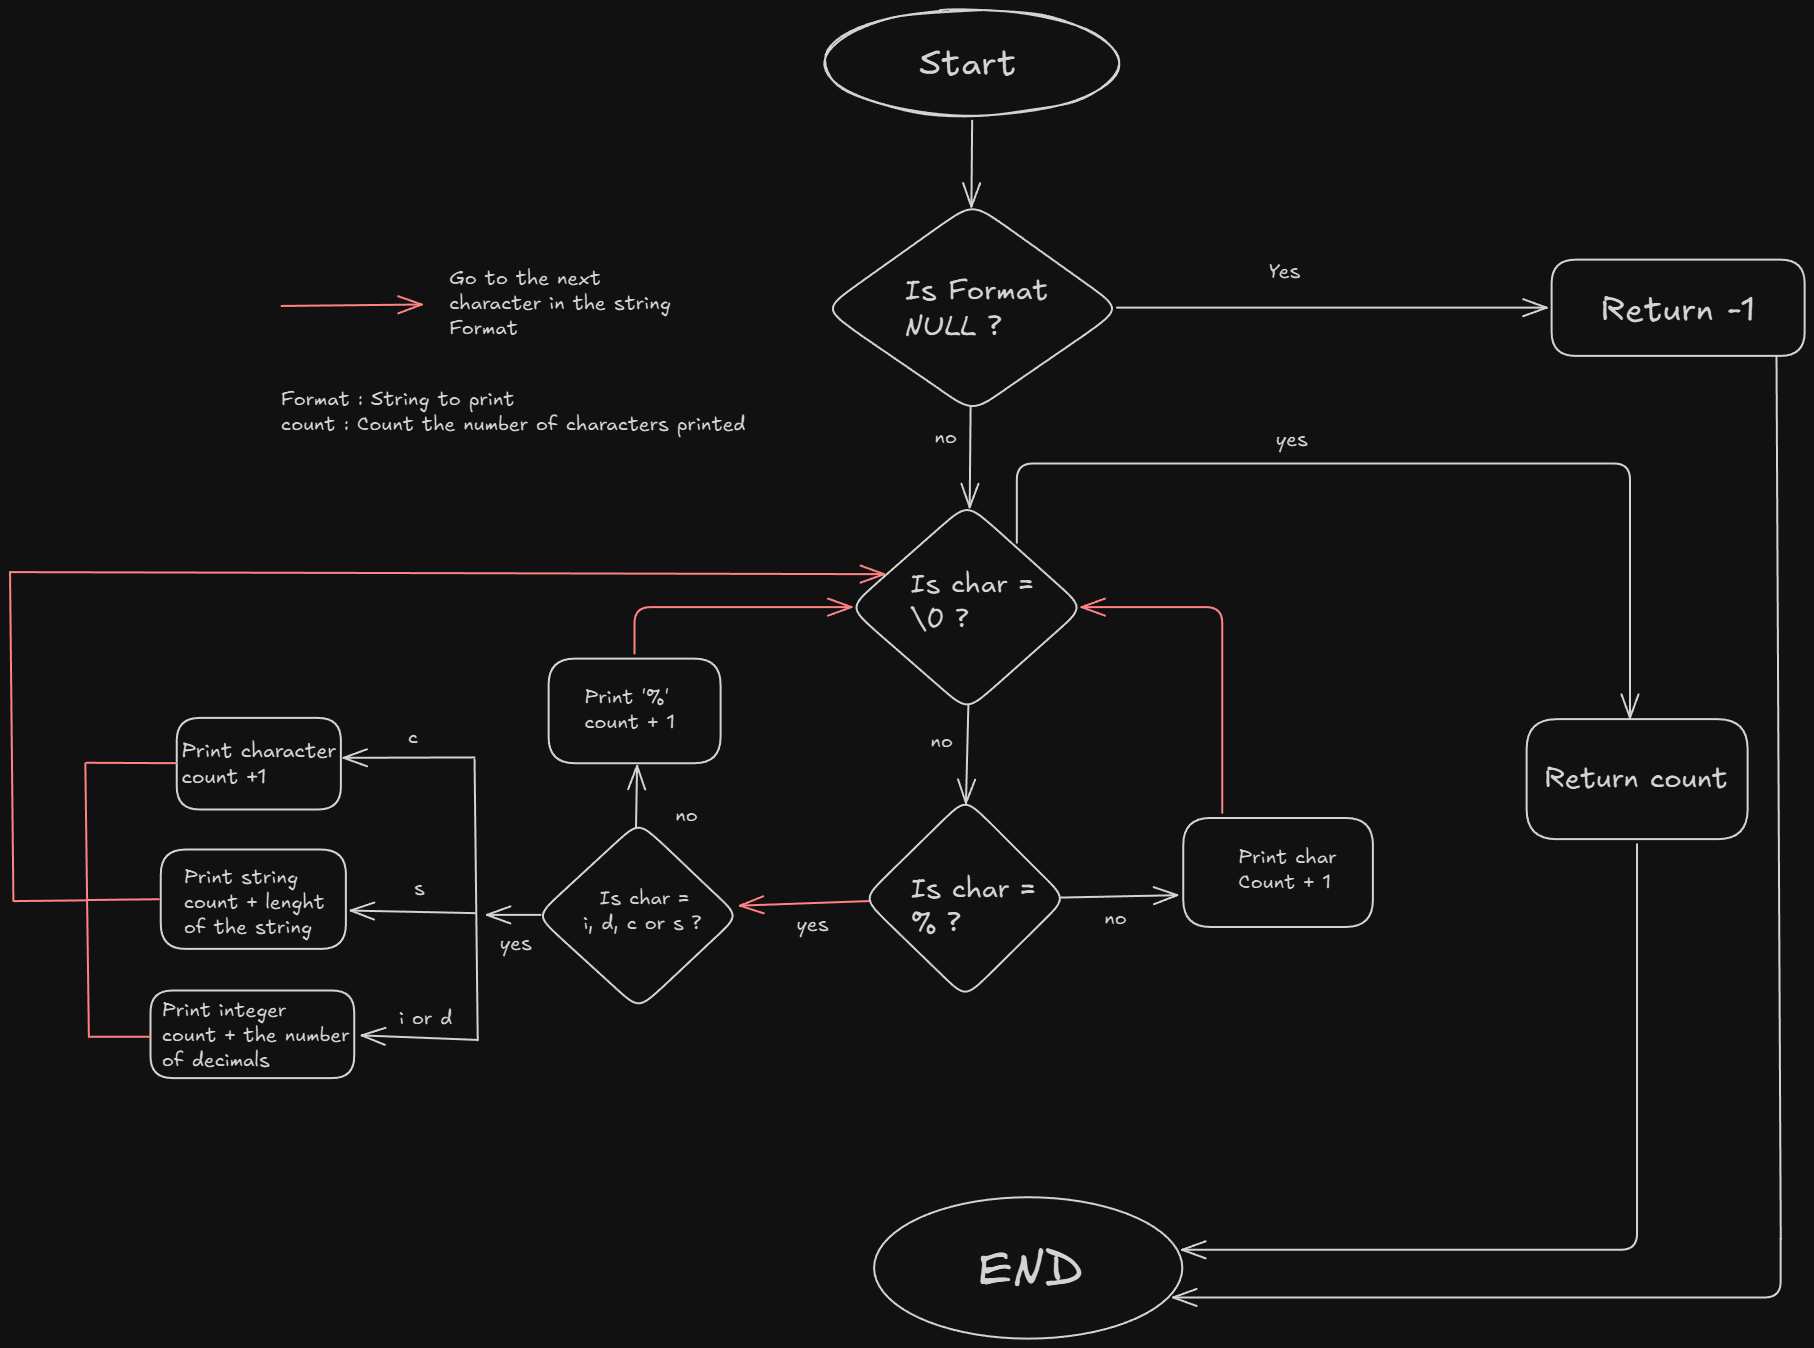 Start
Is Format
NULL ?
Yes
Return -1
Go to the next
character in the string
Format
Format : String to print
count : Count the number of characters printed
no
yes
Is char =
\0 ?
Print '%'
count + 1
no
Print character
count +1
c
no
Return count
Print string
count + lenght
of the string
s
yes
Is char =
i, d, c or s ?
yes
Is char =
% ?
no
Print char
Count + 1
Print integer
count + the number
of decimals
i or d
END